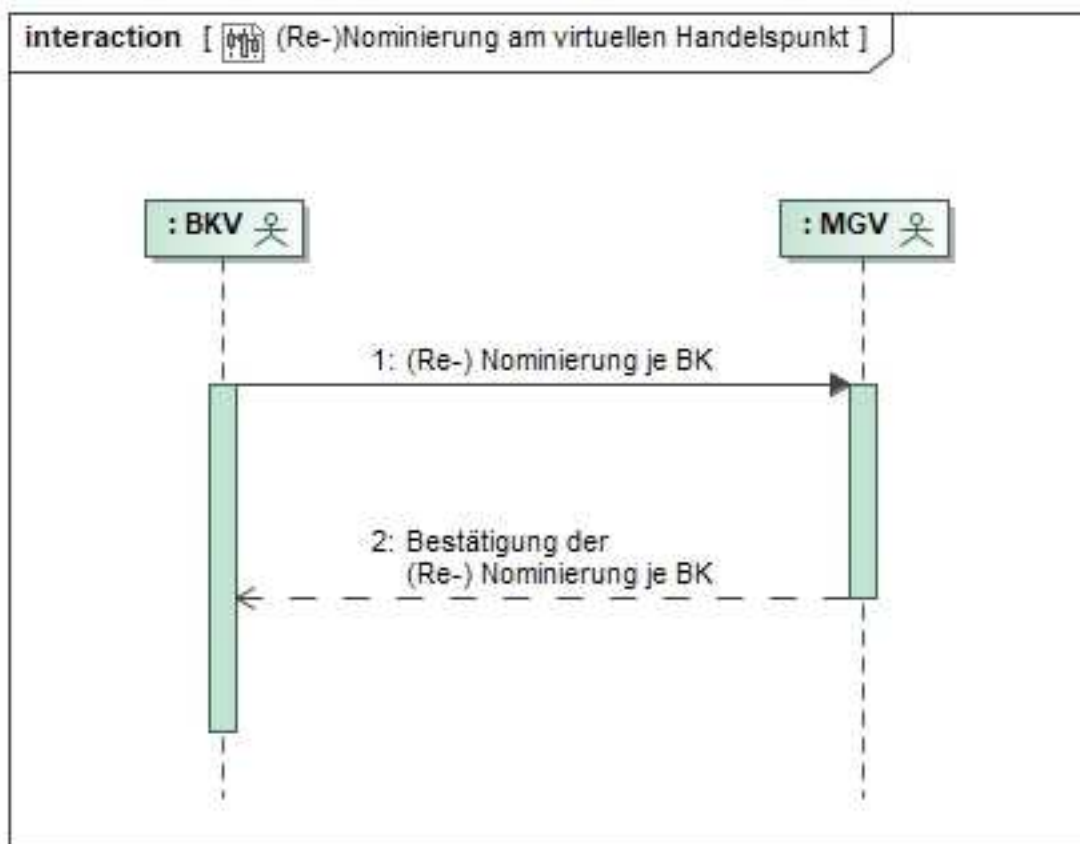 interaction [ (Re-)Nominierung am virtuellen Handelspunkt ]
: BKV
: MGV
1: (Re-) Nominierung je BK
2: Bestätigung der
(Re-) Nominierung je BK